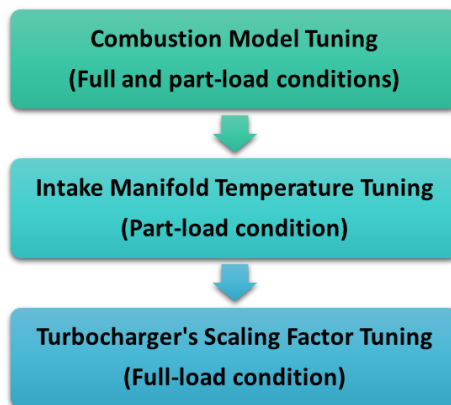 Combustion Model Tuning
(Full and part-load conditions)
Intake Manifold Temperature Tuning
(Part-load condition)
Turbocharger's Scaling Factor Tuning
(Full-load condition)